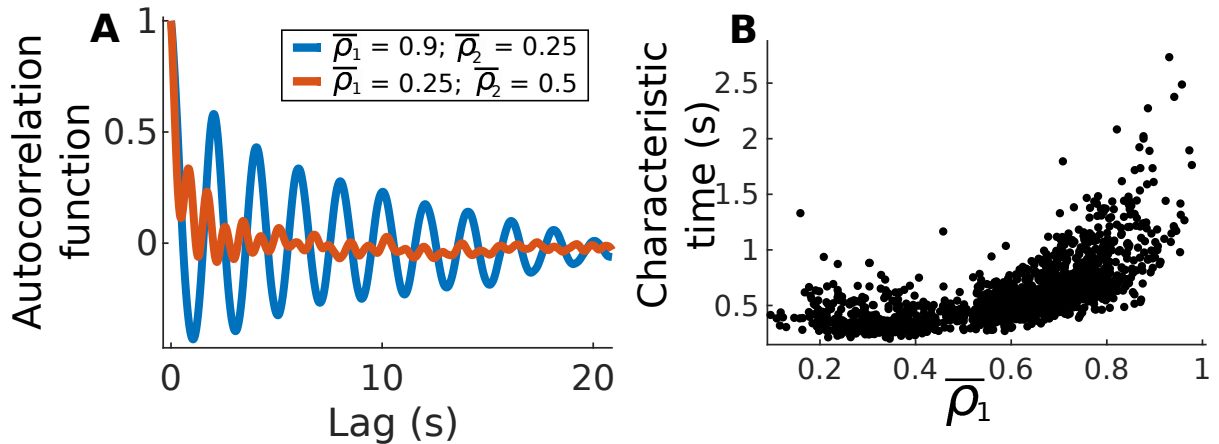 A
Autocorrelation
function
1
0.5
0
ρ̅₁ = 0.9; ρ̅₂ = 0.25
ρ̅₁ = 0.25; ρ̅₂ = 0.5
0
10
20
Lag (s)
B
Characteristic
time (s)
2.5
2
1.5
1
0.5
0.2
0.4
0.6
0.8
1
ρ̅₁